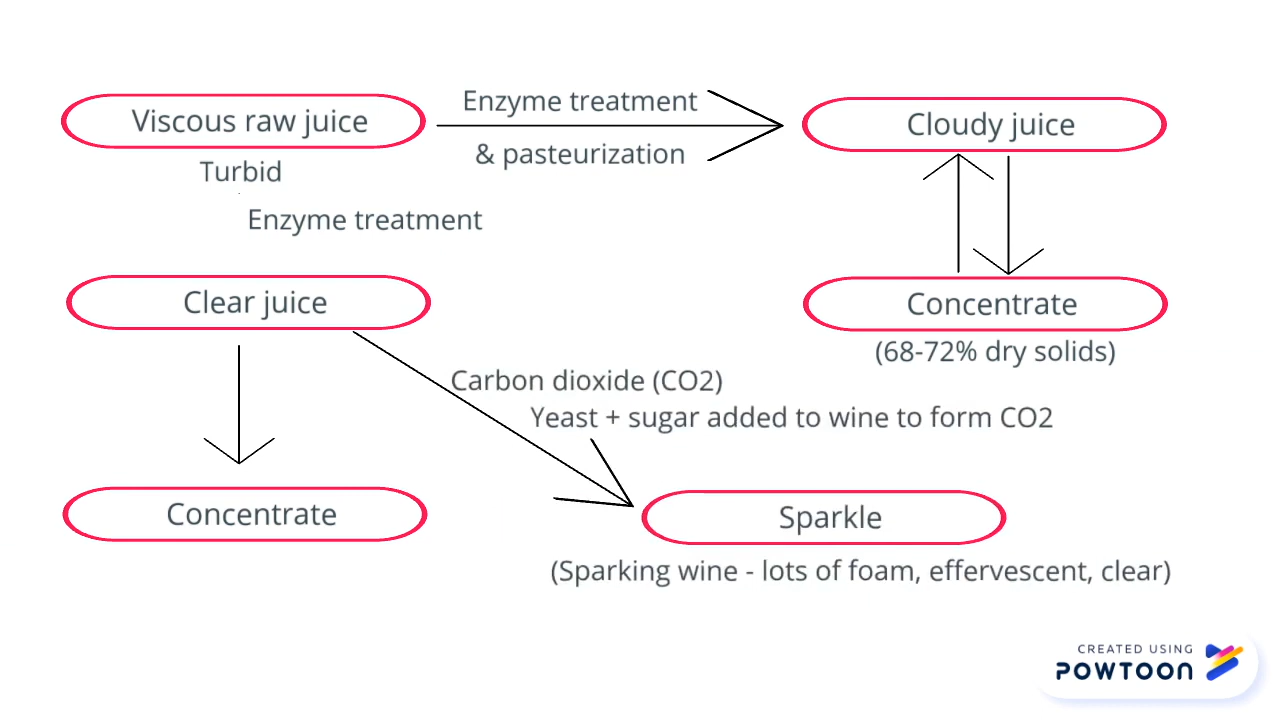 Viscous raw juice
Enzyme treatment
& pasteurization
Cloudy juice
Turbid
Enzyme treatment
Clear juice
Concentrate
(68-72% dry solids)
Carbon dioxide (CO2)
Yeast + sugar added to wine to form CO2
Concentrate
Sparkle
(Sparking wine - lots of foam, effervescent, clear)
CREATED USING
POWTOON